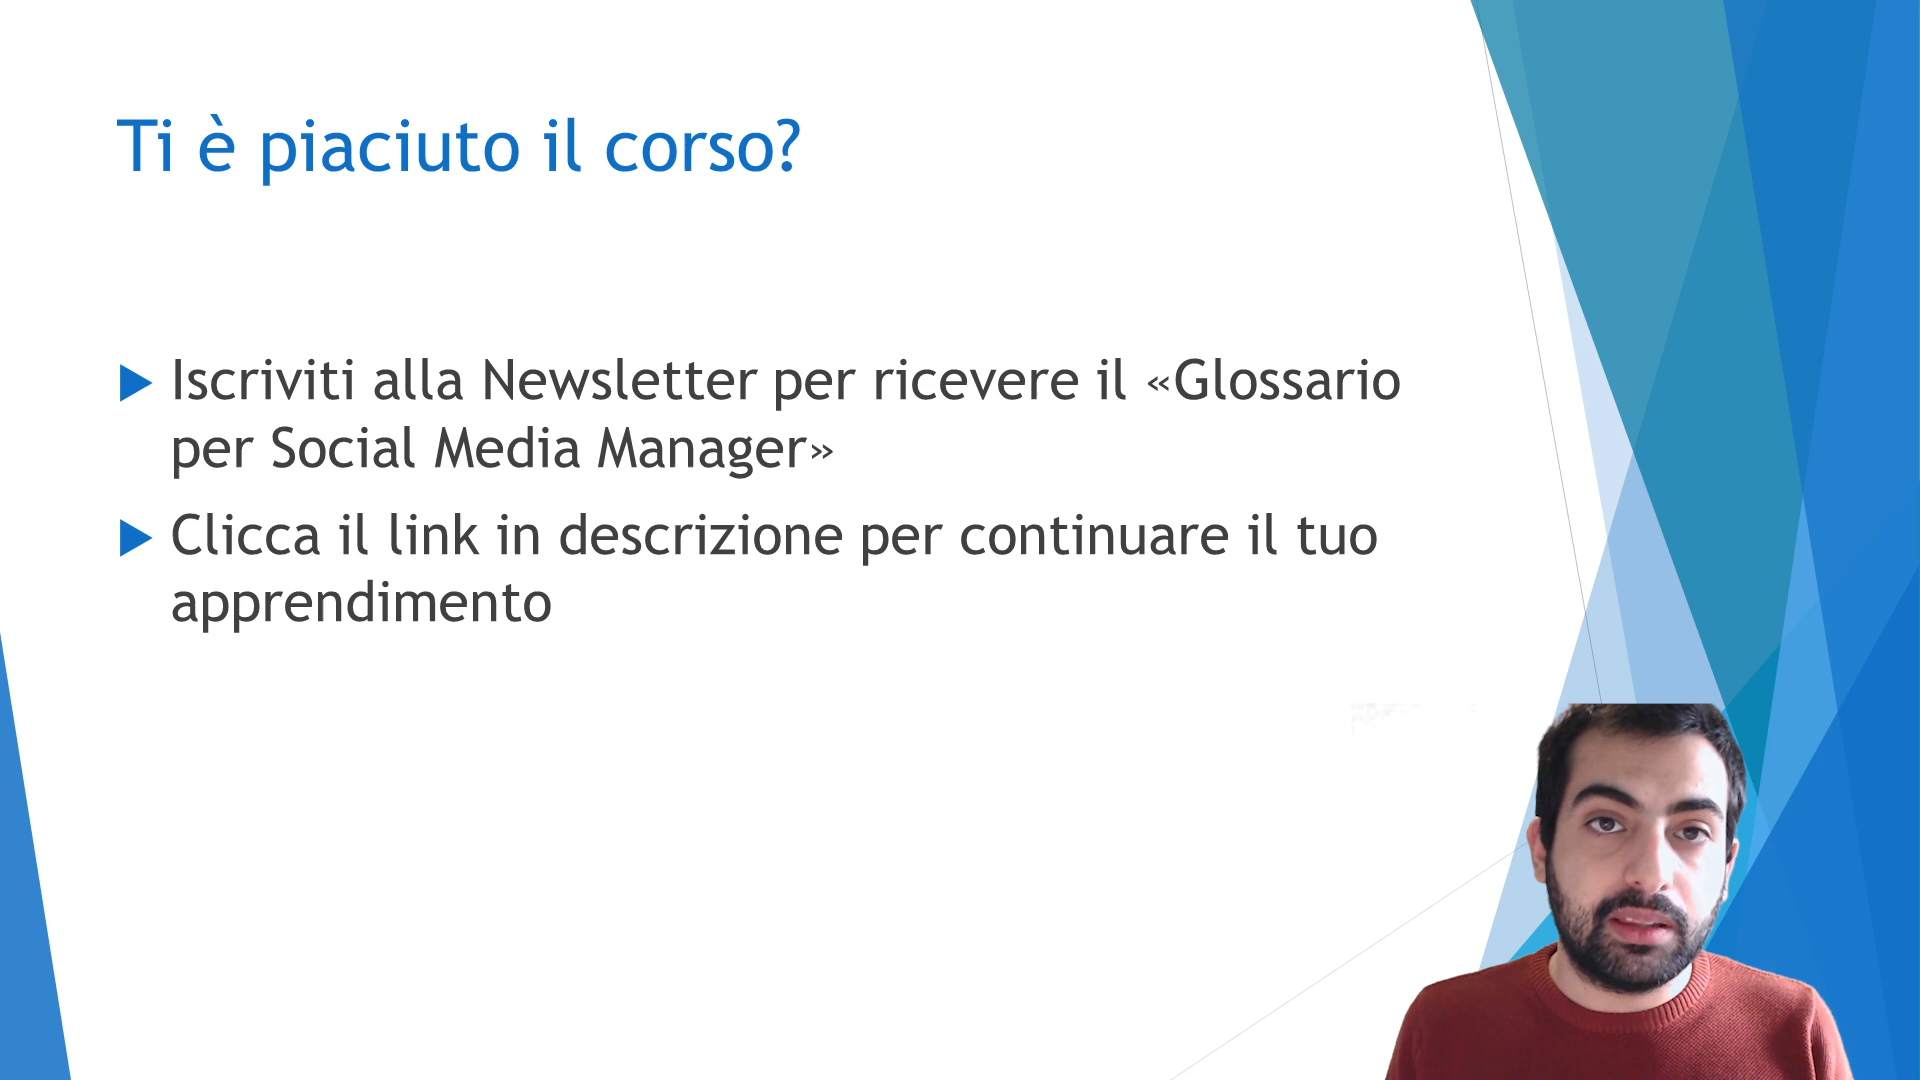 Ti è piaciuto il corso?
Iscriviti alla Newsletter per ricevere il «Glossario
per Social Media Manager»
Clicca il link in descrizione per continuare il tuo
apprendimento